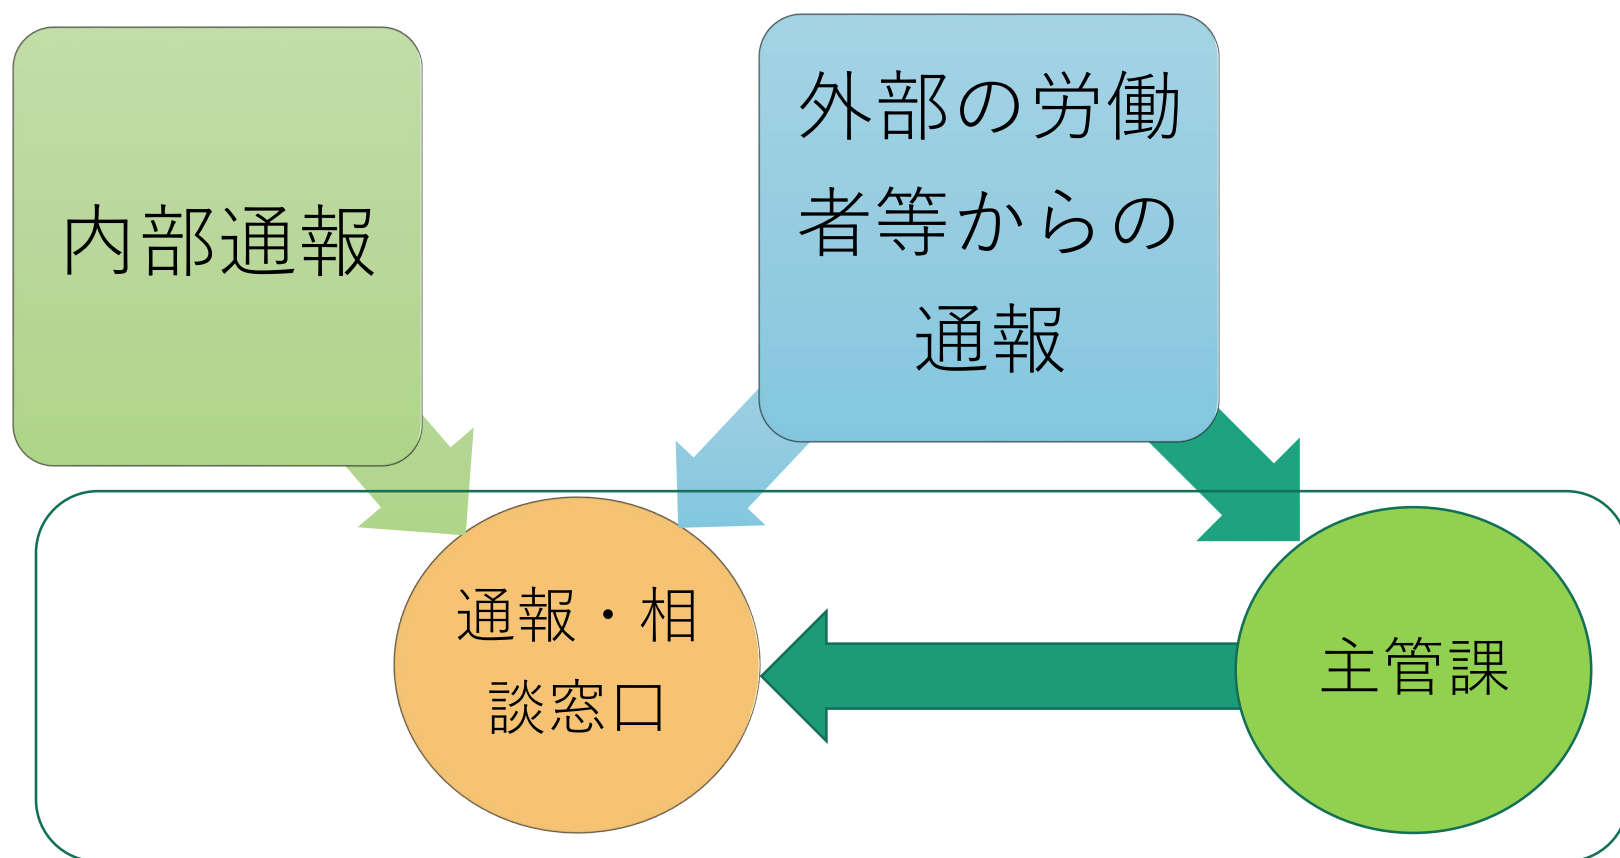 内部通報
外部の労働
者等からの
通報
通報・相
談窓口
主管課